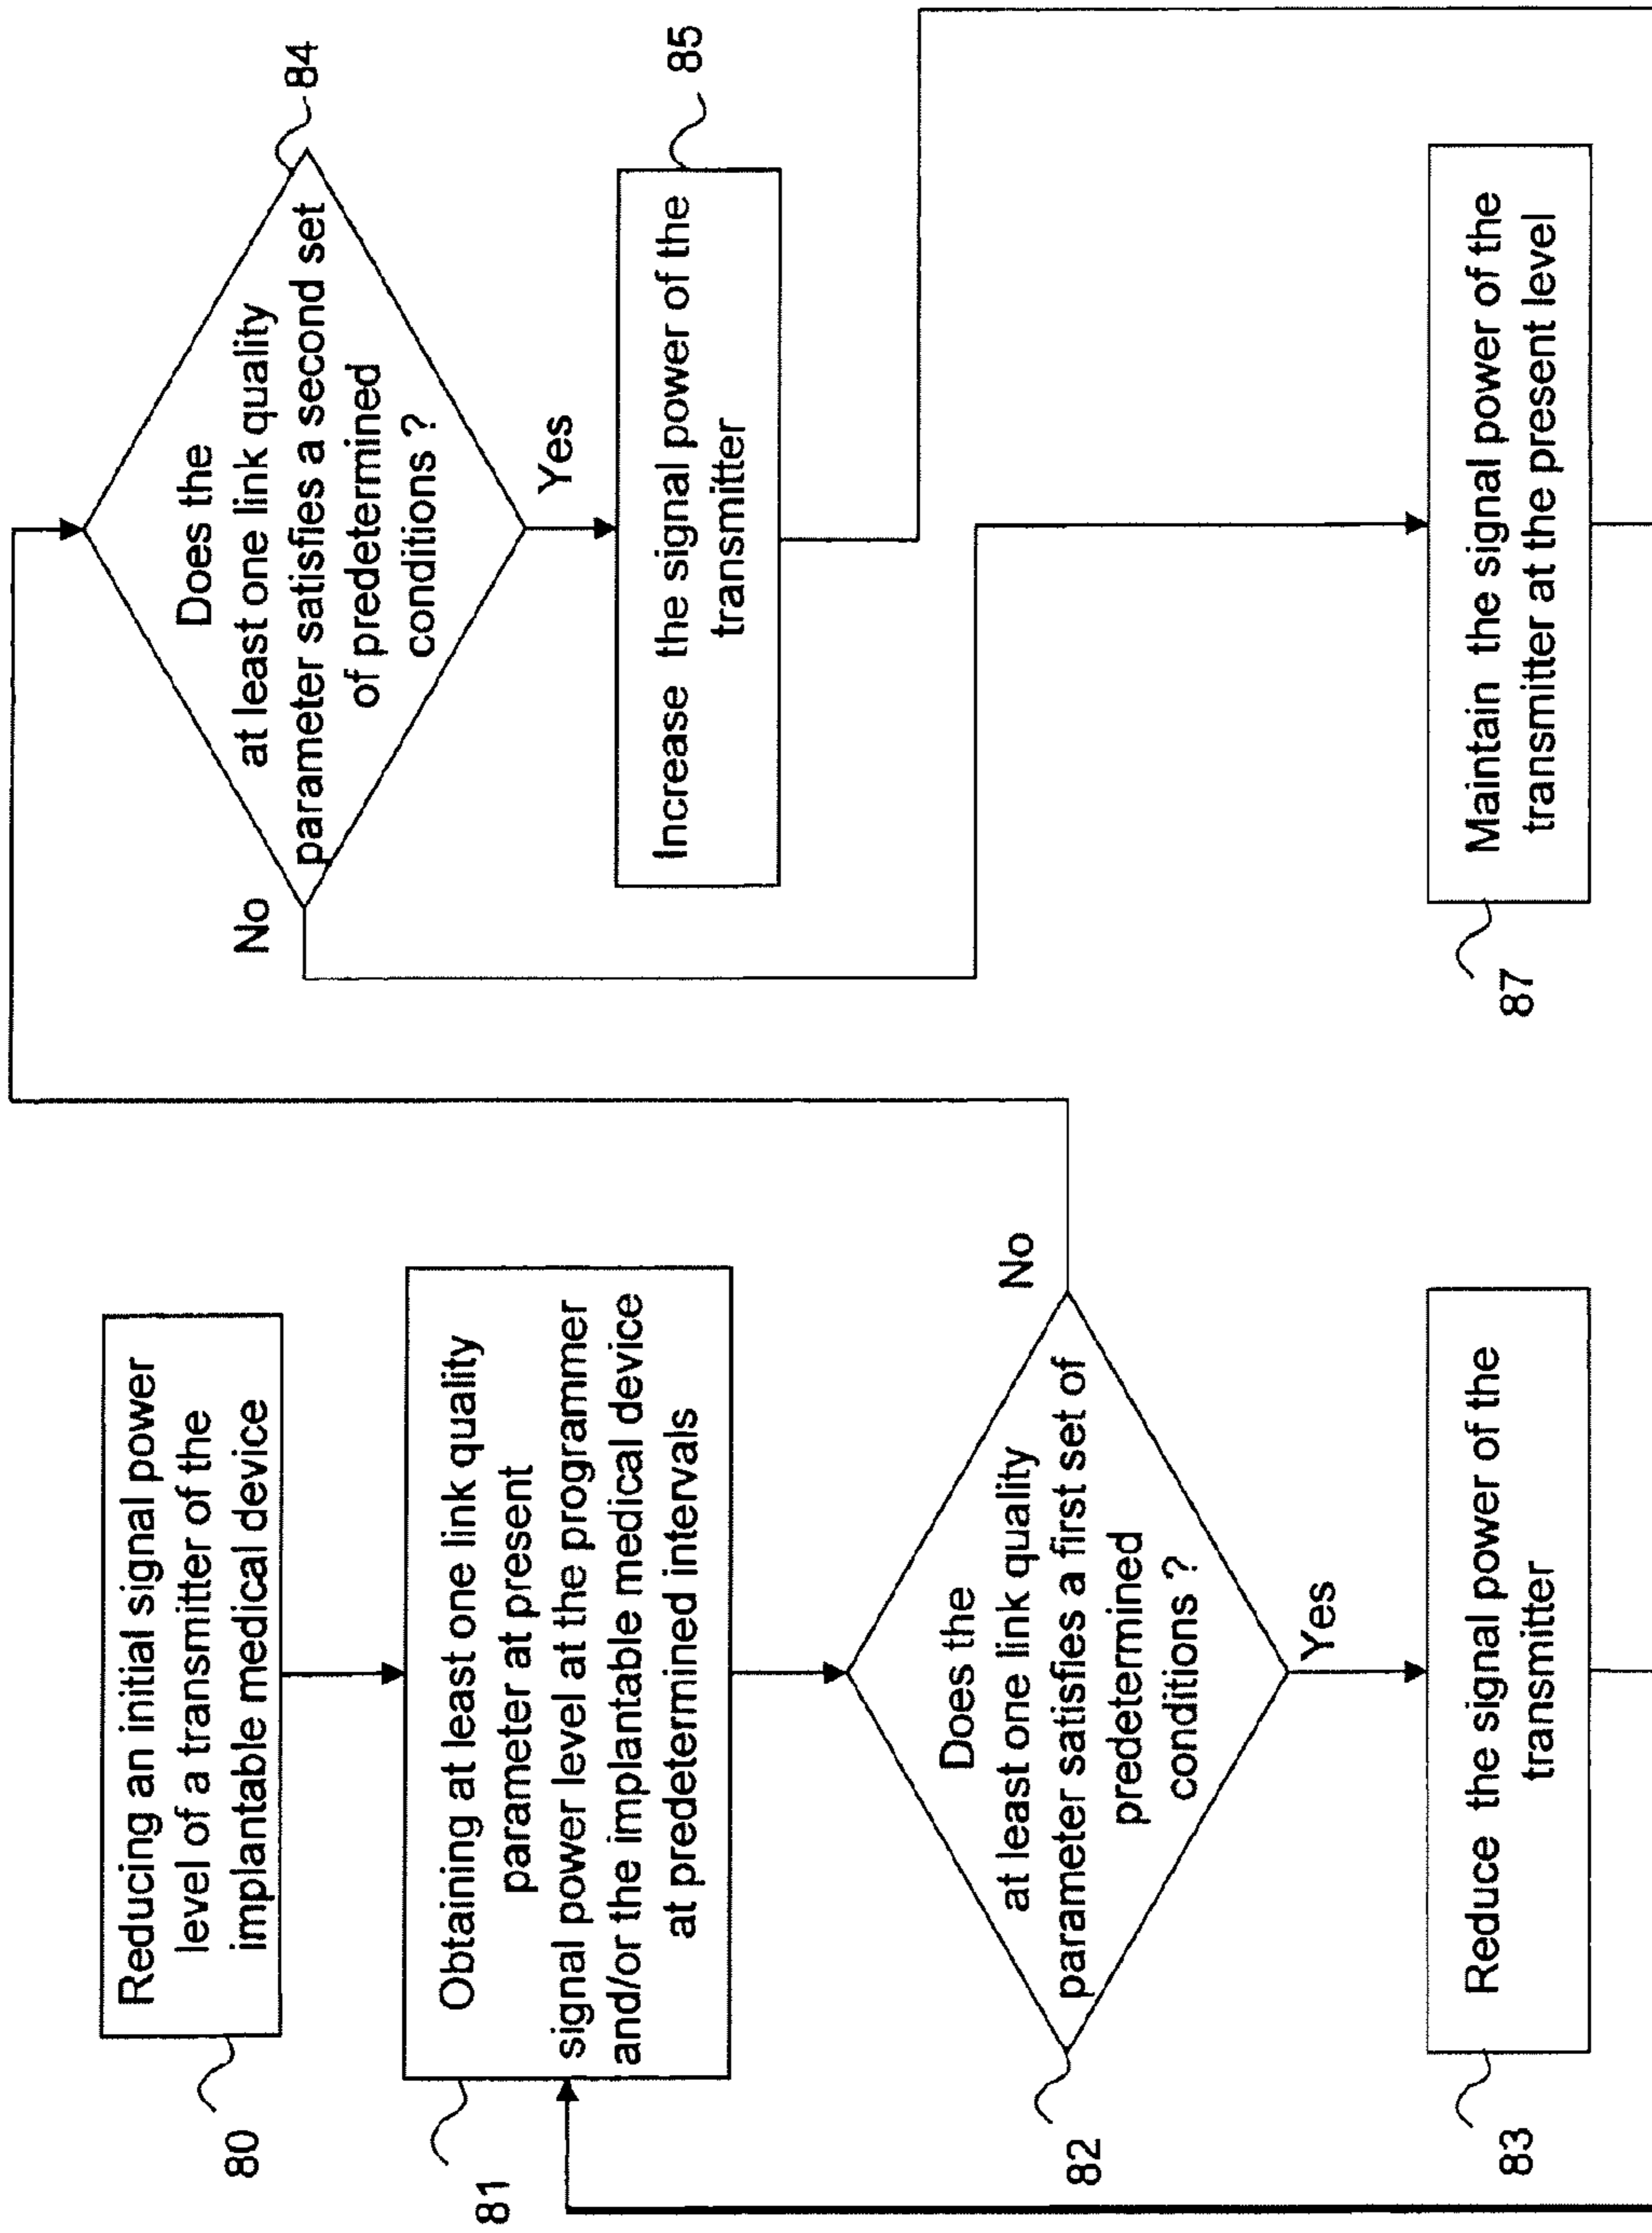 80
Reducing an initial signal power
level of a transmitter of the
implantable medical device
81
Obtaining at least one link quality
parameter at present
signal power level at the programmer
and/or the implantable medical device
at predetermined intervals
82
Does the
at least one link quality
parameter satisfies a first set of
predetermined
conditions ?
No
Yes
83
Reduce the signal power of the
transmitter
84
Does the
at least one link quality
parameter satisfies a second set
of predetermined
conditions ?
No
Yes
85
Increase the signal power of the
transmitter
87
Maintain the signal power of the
transmitter at the present level